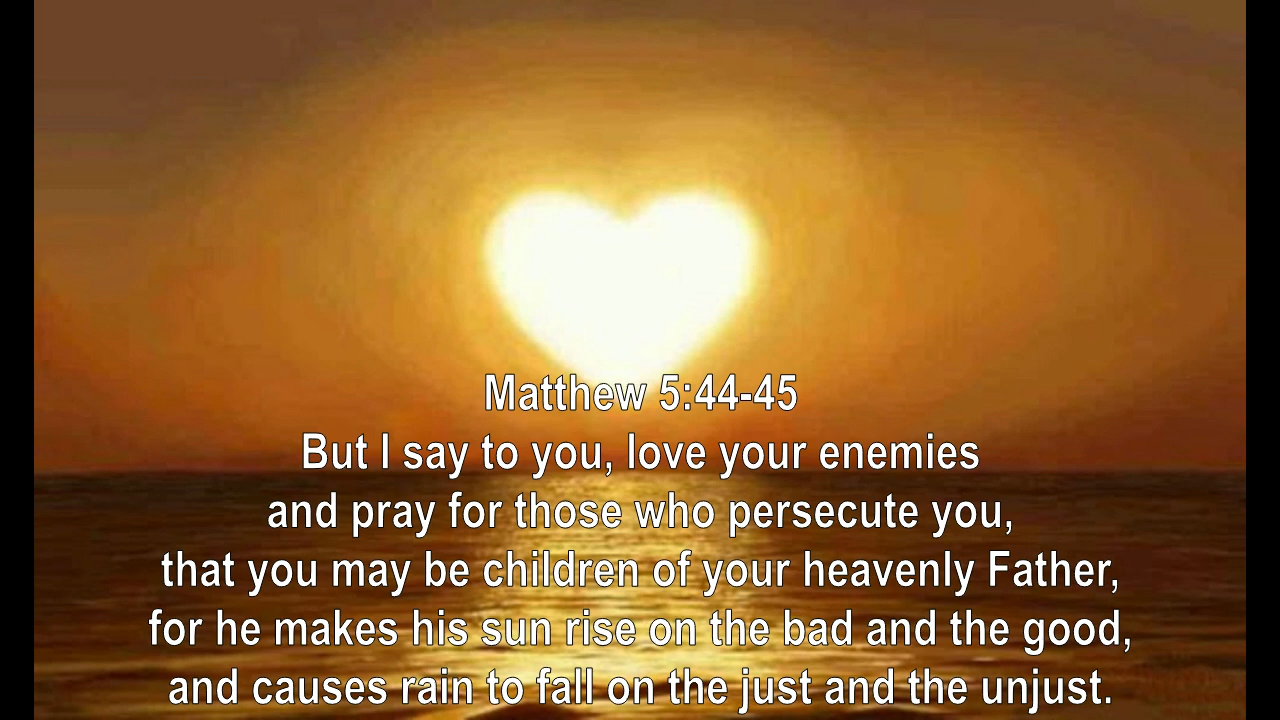 Matthew 5:44-45
But I say to you, love your enemies
and pray for those who persecute you,
that you may be children of your heavenly Father,
for he makes his sun rise on the bad and the good,
and causes rain to fall on the just and the unjust.